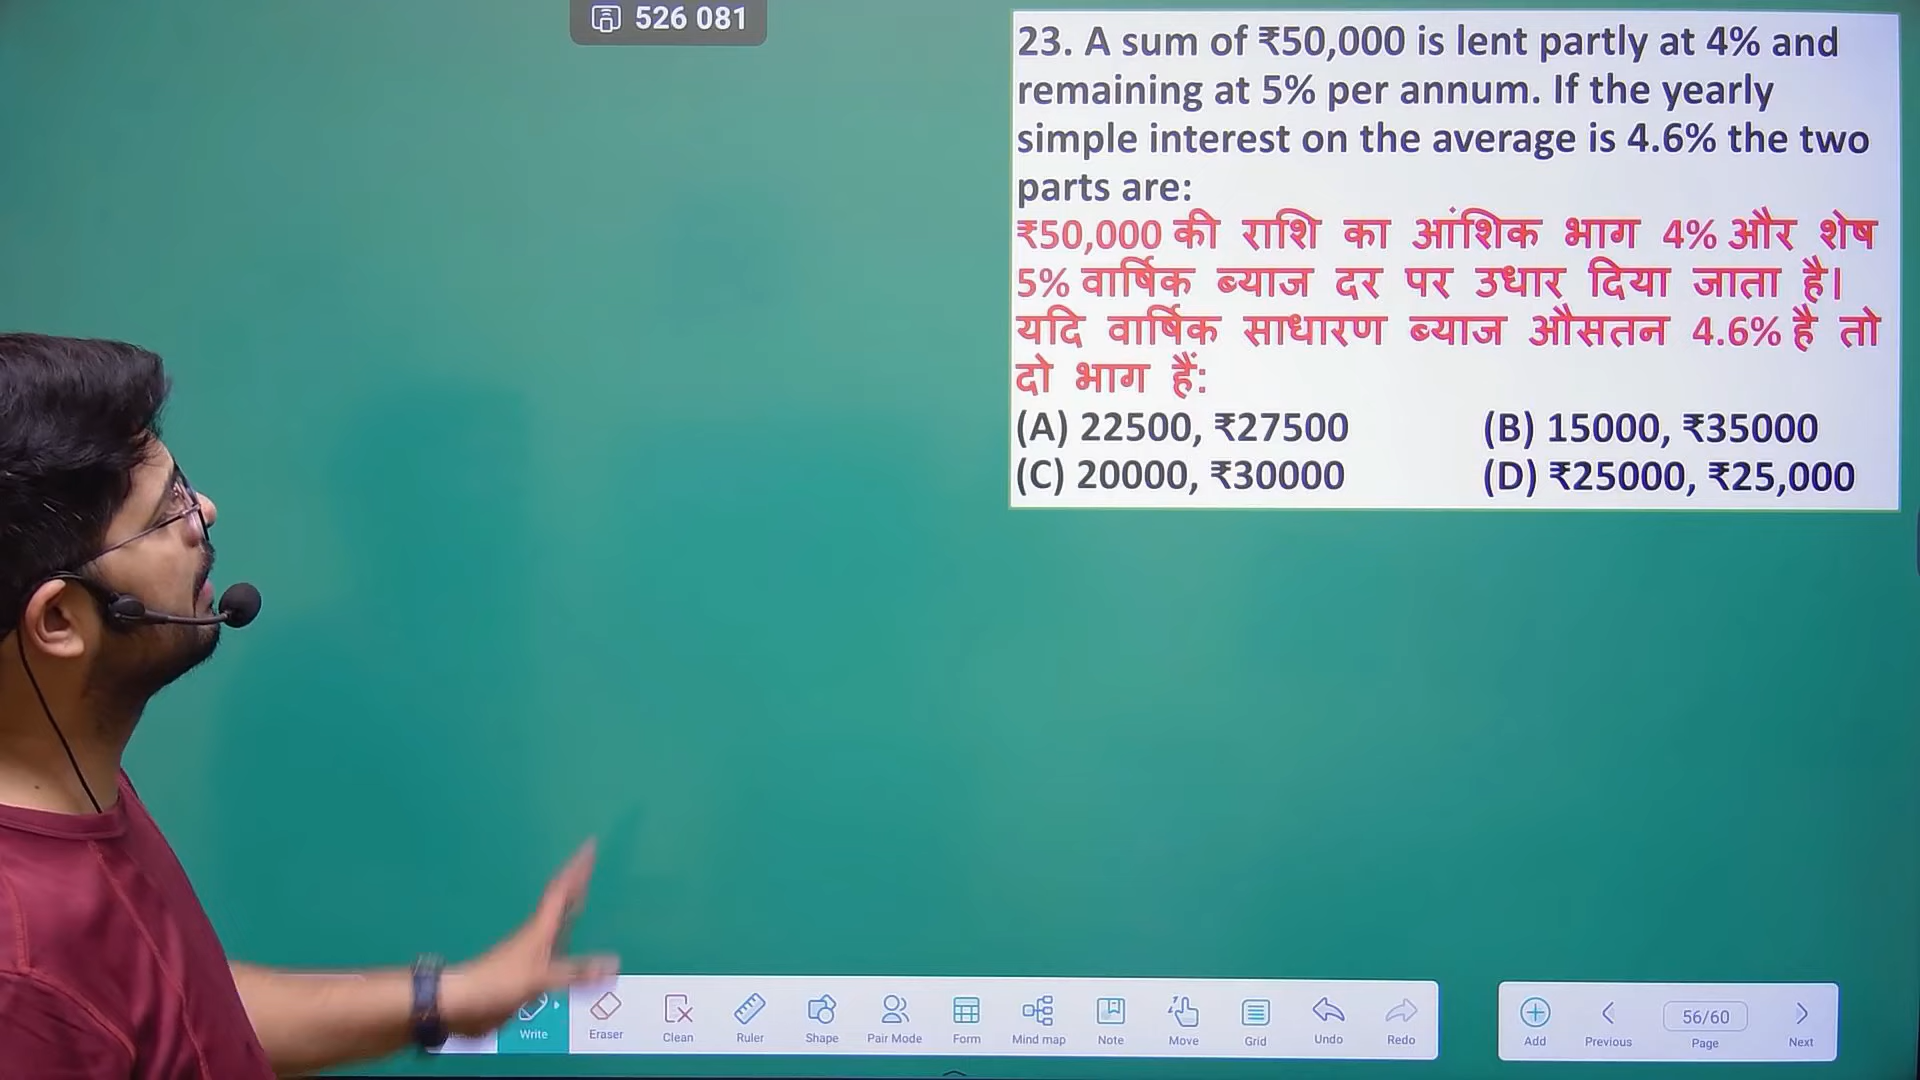 526 081
23. A sum of ₹50,000 is lent partly at 4% and
remaining at 5% per annum. If the yearly
simple interest on the average is 4.6% the two
parts are:
₹50,000 की राशि का आंशिक भाग 4% और शेष
5% वार्षिक ब्याज दर पर उधार दिया जाता है।
यदि वार्षिक साधारण ब्याज औसतन 4.6% है तो
दो भाग हैं:
(A) 22500, ₹27500 (B) 15000, ₹35000
(C) 20000, ₹30000 (D) ₹25000, ₹25,000
Write Eraser Clean Ruler Shape Pair Mode Form Mind map Note Move Grid Undo Redo Add Previous 56/60 Page Next